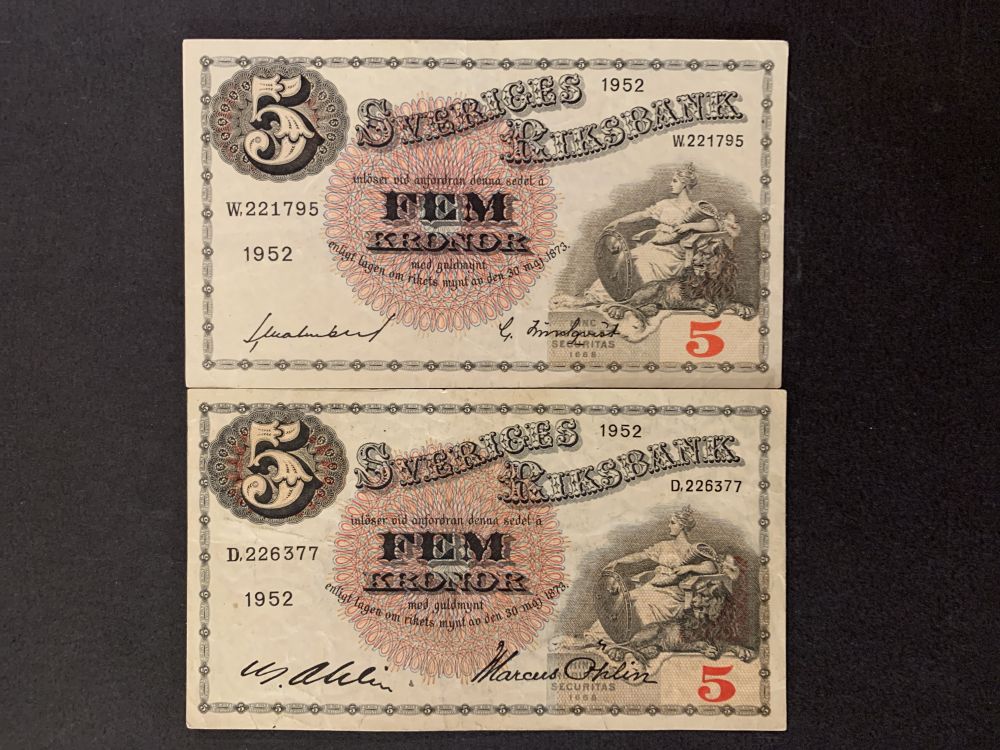 5
SVERIGES
1952
RIKSBANK
W.221795
inlöser vid anfordran denna sedel å
W.221795
FEM
KRONOR
1952
med guldmynt
enligt lagen om rikets mynt av den 30 maj 1873.
SECURITAS
1668
5
5
SVERIGES
1952
RIKSBANK
D.226377
inlöser vid anfordran denna sedel å
FEM
D.226377
KRONOR
1952
med guldmynt
enligt lagen om rikets mynt av den 30 maj 1873.
Marcus Ohlin
SECURITAS
1668
5